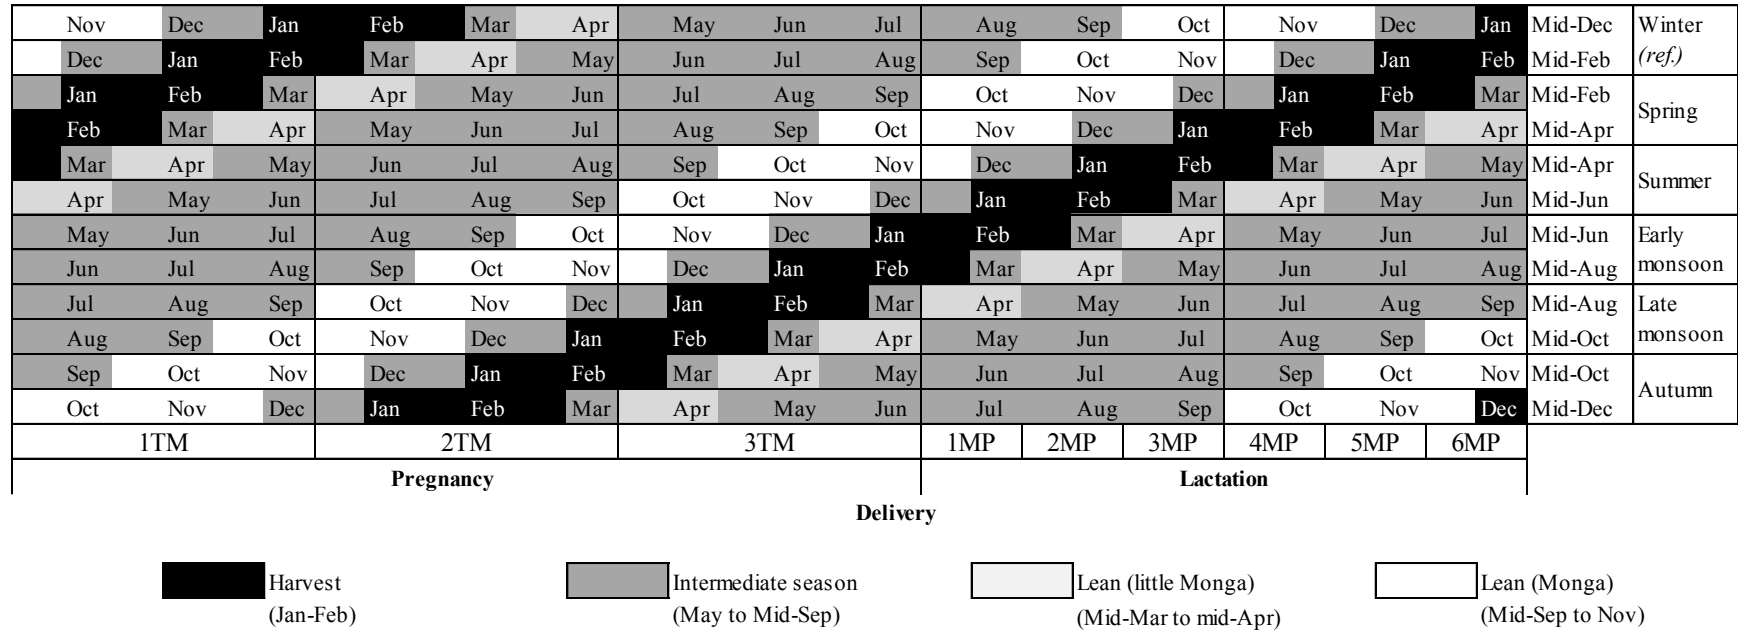 Nov Dec Jan Feb Mar Apr May Jun Jul Aug Sep Oct Nov Dec Jan Mid-Dec Winter
Dec Jan Feb Mar Apr May Jun Jul Aug Sep Oct Nov Dec Jan Feb Mid-Feb (ref.)
Jan Feb Mar Apr May Jun Jul Aug Sep Oct Nov Dec Jan Feb Mar Mid-Feb Spring
Feb Mar Apr May Jun Jul Aug Sep Oct Nov Dec Jan Feb Mar Apr Mid-Apr
Mar Apr May Jun Jul Aug Sep Oct Nov Dec Jan Feb Mar Apr May Mid-Apr Summer
Apr May Jun Jul Aug Sep Oct Nov Dec Jan Feb Mar Apr May Jun Mid-Jun
May Jun Jul Aug Sep Oct Nov Dec Jan Feb Mar Apr May Jun Jul Mid-Jun Early
Jun Jul Aug Sep Oct Nov Dec Jan Feb Mar Apr May Jun Jul Aug Mid-Aug monsoon
Jul Aug Sep Oct Nov Dec Jan Feb Mar Apr May Jun Jul Aug Sep Mid-Aug Late
Aug Sep Oct Nov Dec Jan Feb Mar Apr May Jun Jul Aug Sep Oct Mid-Oct monsoon
Sep Oct Nov Dec Jan Feb Mar Apr May Jun Jul Aug Sep Oct Nov Mid-Oct Autumn
Oct Nov Dec Jan Feb Mar Apr May Jun Jul Aug Sep Oct Nov Dec Mid-Dec
1TM 2TM 3TM 1MP 2MP 3MP 4MP 5MP 6MP
Pregnancy Lactation
Delivery
Harvest Intermediate season Lean (little Monga) Lean (Monga)
(Jan-Feb) (May to Mid-Sep) (Mid-Mar to mid-Apr) (Mid-Sep to Nov)